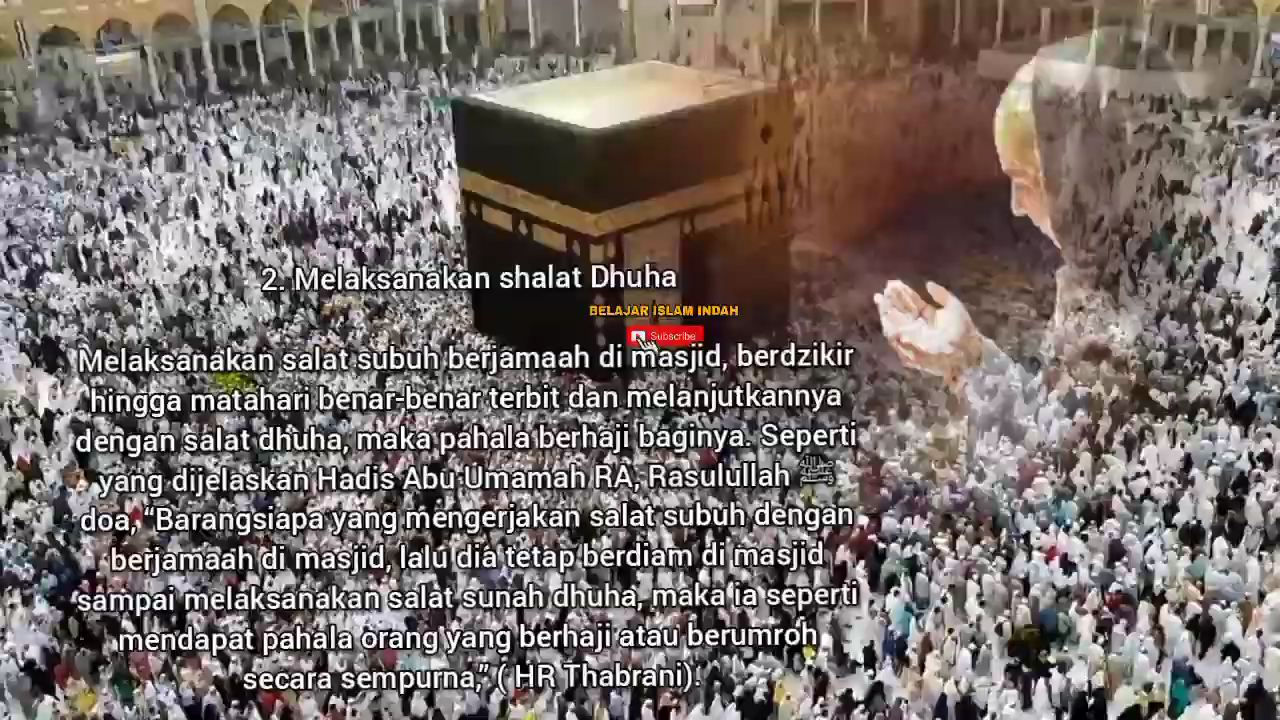 2. Melaksanakan shalat Dhuha
BELAJAR ISLAM INDAH
Subscribe
Melaksanakan salat subuh berjamaah di masjid, berdzikir
hingga matahari benar-benar terbit dan melanjutkannya
dengan salat dhuha, maka pahala berhaji baginya. Seperti
yang dijelaskan Hadis Abu Umamah RA, Rasulullah ﷺ
doa, “Barangsiapa yang mengerjakan salat subuh dengan
berjamaah di masjid, lalu dia tetap berdiam di masjid
sampai melaksanakan salat sunah dhuha, maka ia seperti
mendapat pahala orang yang berhaji atau berumroh
secara sempurna,” ( HR Thabrani).